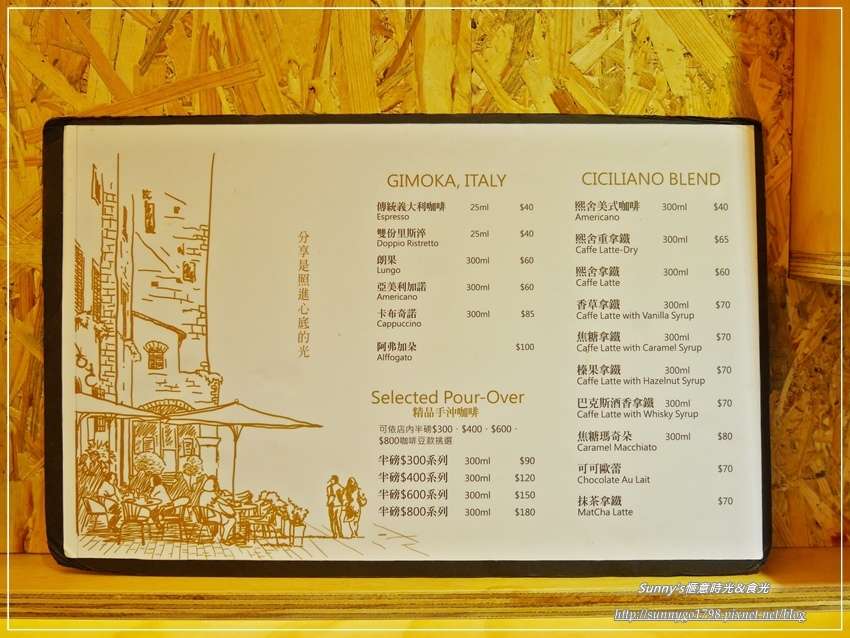 分享是照進心底的光
GIMOKA, ITALY
傳統義大利咖啡 25ml $40
Espresso
雙份里斯淬 25ml $40
Doppio Ristretto
朗果 300ml $60
Lungo
亞美利加諾 300ml $60
Americano
卡布奇諾 300ml $85
Cappuccino
阿弗加朵 $100
Alffogato
Selected Pour-Over
精品手沖咖啡
可依店內半磅$300、$400、$600、
$800咖啡豆款挑選
半磅$300系列 300ml $90
半磅$400系列 300ml $120
半磅$600系列 300ml $150
半磅$800系列 300ml $180
CICILIANO BLEND
熙舍美式咖啡 300ml $40
Americano
熙舍重拿鐵 300ml $65
Caffe Latte-Dry
熙舍拿鐵 300ml $60
Caffe Latte
香草拿鐵 300ml $70
Caffe Latte with Vanilla Syrup
焦糖拿鐵 300ml $70
Caffe Latte with Caramel Syrup
榛果拿鐵 300ml $70
Caffe Latte with Hazelnut Syrup
巴克斯酒香拿鐵 300ml $70
Caffe Latte with Whisky Syrup
焦糖瑪奇朵 300ml $80
Caramel Macchiato
可可歐蕾 $70
Chocolate Au Lait
抹茶拿鐵 $70
MatCha Latte
Sunny's愜意時光&食光
http://sunnygo1798.pixnet.net/blog